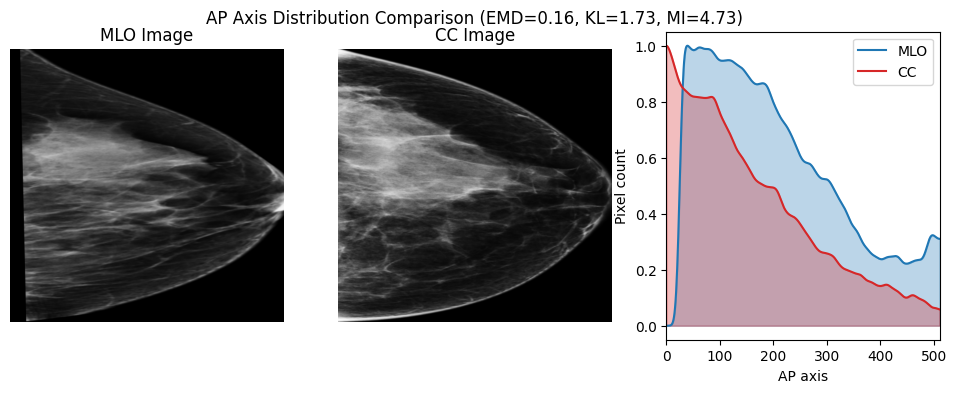 AP Axis Distribution Comparison (EMD=0.16, KL=1.73, MI=4.73)
MLO Image
CC Image
MLO
CC
Pixel count
1.0
0.8
0.6
0.4
0.2
0.0
0 100 200 300 400 500
AP axis